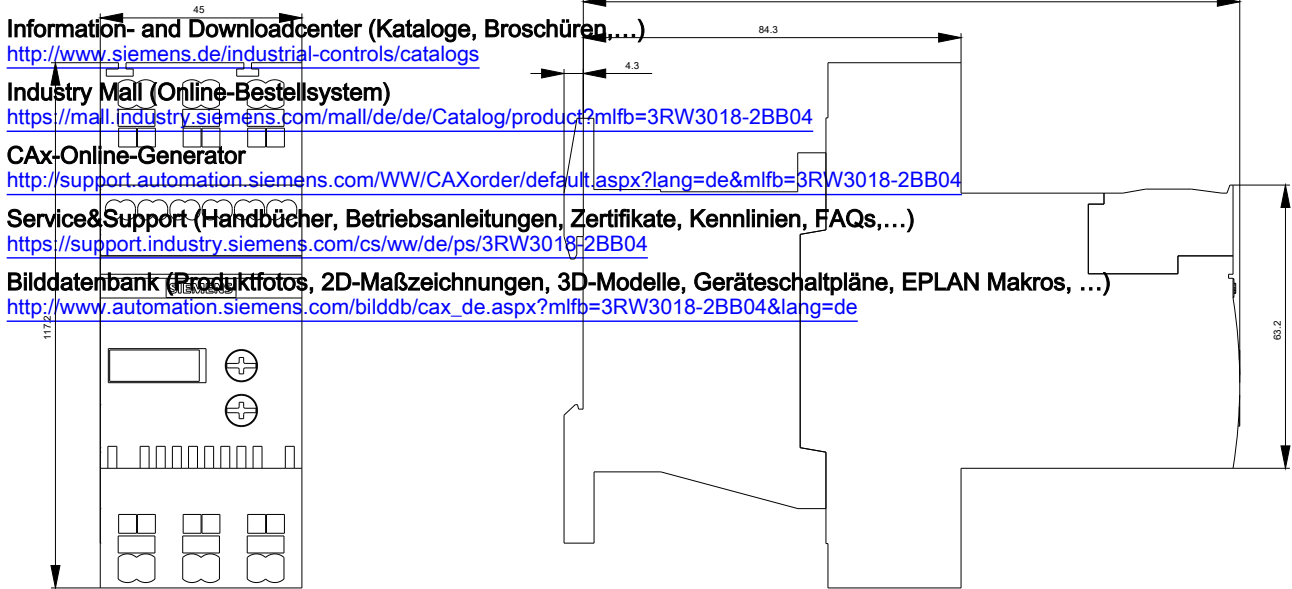 45
Information- and Downloadcenter (Kataloge, Broschüren,…)
84.3
http://www.siemens.de/industrial-controls/catalogs
4.3
Industry Mall (Online-Bestellsystem)
https://mall.industry.siemens.com/mall/de/de/Catalog/product?mlfb=3RW3018-2BB04
CAx-Online-Generator
http://support.automation.siemens.com/WW/CAXorder/default.aspx?lang=de&mlfb=3RW3018-2BB04
Service&Support (Handbücher, Betriebsanleitungen, Zertifikate, Kennlinien, FAQs,…)
https://support.industry.siemens.com/cs/ww/de/ps/3RW3018-2BB04
Bilddatenbank (Produktfotos, 2D-Maßzeichnungen, 3D-Modelle, Geräteschaltpläne, EPLAN Makros, …)
SIEMENS
http://www.automation.siemens.com/bilddb/cax_de.aspx?mlfb=3RW3018-2BB04&lang=de
117.2
63.2